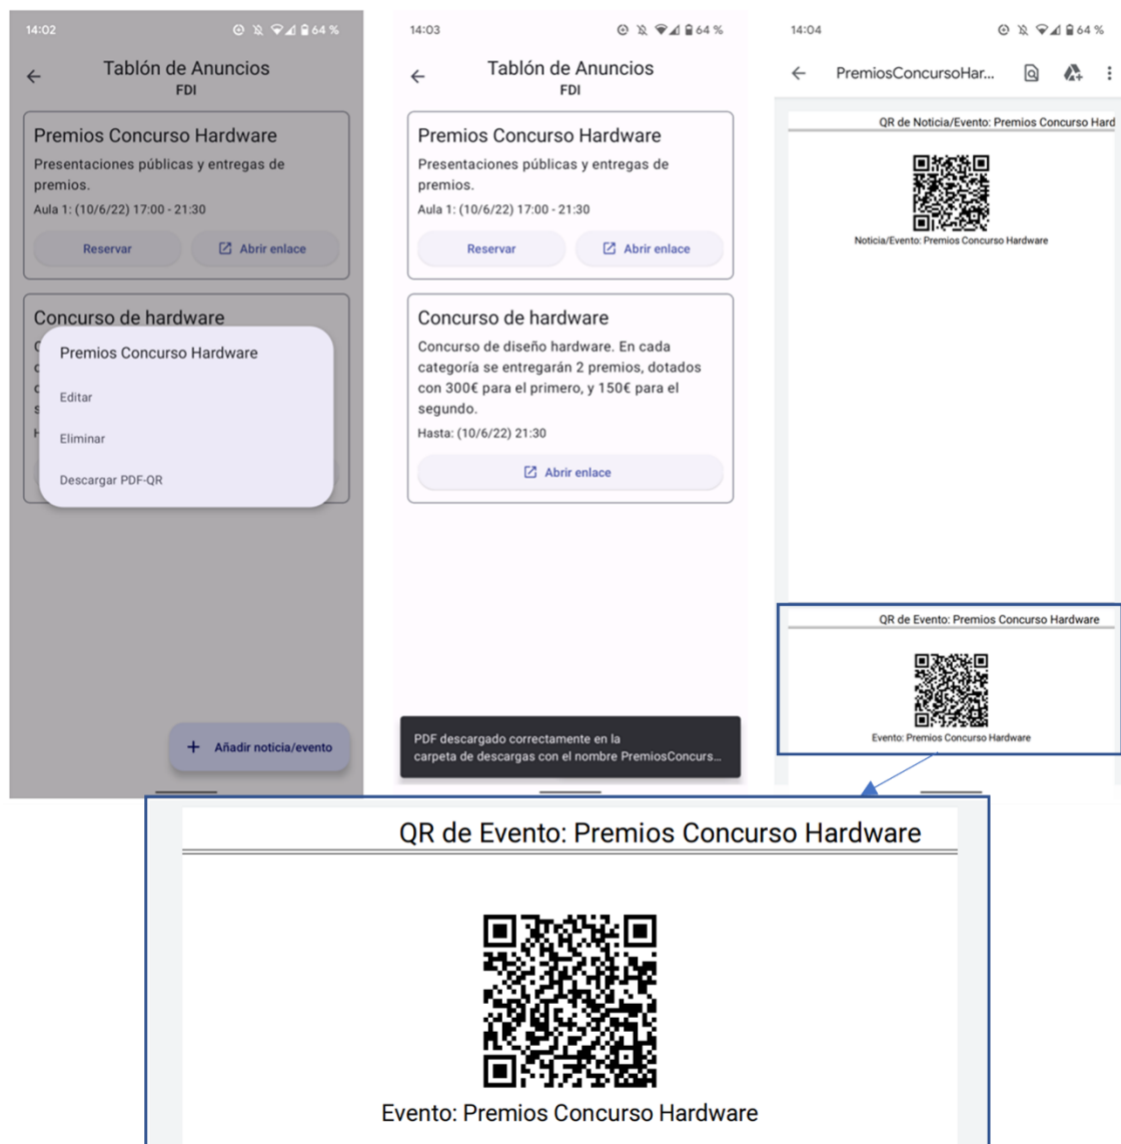 14:02
64 %
Tablón de Anuncios
FDI
Premios Concurso Hardware
Presentaciones públicas y entregas de
premios.
Aula 1: (10/6/22) 17:00 - 21:30
Reservar
Abrir enlace
Concurso de hardware
Premios Concurso Hardware
Editar
Eliminar
Descargar PDF-QR
+ Añadir noticia/evento
14:03
64 %
Tablón de Anuncios
FDI
Premios Concurso Hardware
Presentaciones públicas y entregas de
premios.
Aula 1: (10/6/22) 17:00 - 21:30
Reservar
Abrir enlace
Concurso de hardware
Concurso de diseño hardware. En cada
categoría se entregarán 2 premios, dotados
con 300€ para el primero, y 150€ para el
segundo.
Hasta: (10/6/22) 21:30
Abrir enlace
PDF descargado correctamente en la
carpeta de descargas con el nombre PremiosConcurs...
14:04
64 %
PremiosConcursoHar...
QR de Noticia/Evento: Premios Concurso Hard
Noticia/Evento: Premios Concurso Hardware
QR de Evento: Premios Concurso Hardware
Evento: Premios Concurso Hardware
QR de Evento: Premios Concurso Hardware
Evento: Premios Concurso Hardware